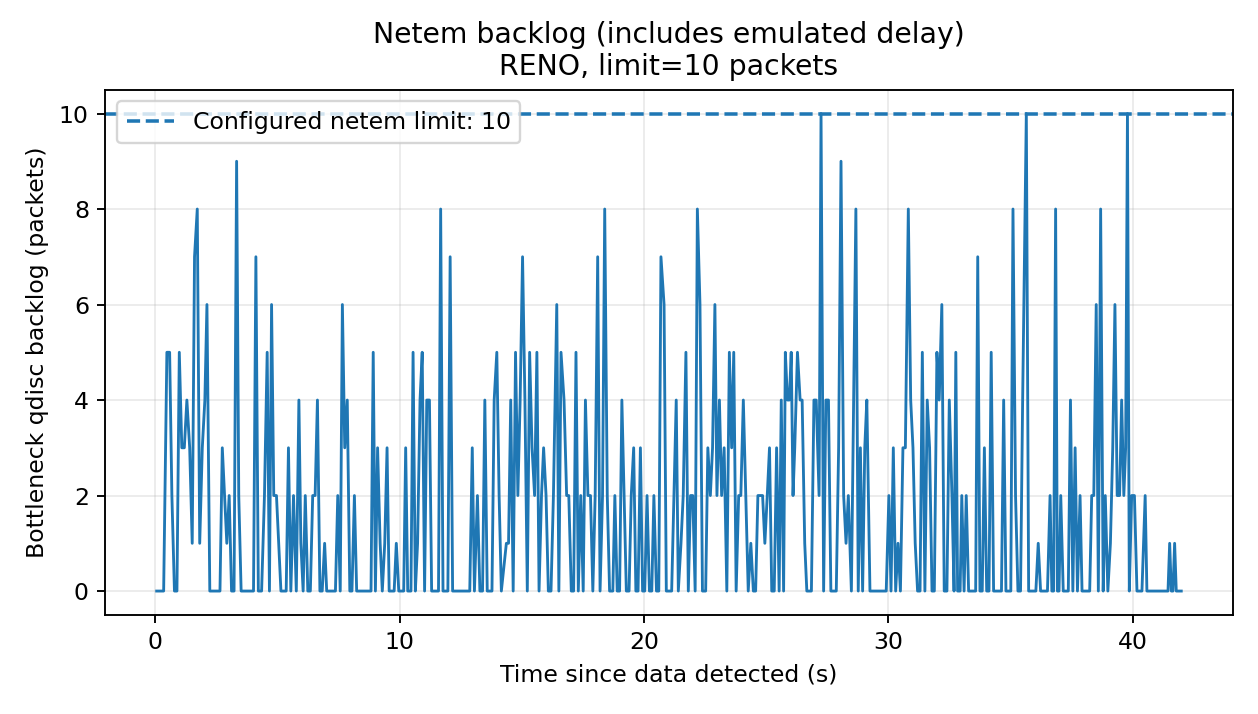 Netem backlog (includes emulated delay)
RENO, limit=10 packets
Configured netem limit: 10
Bottleneck qdisc backlog (packets)
10
8
6
4
2
0
0 10 20 30 40
Time since data detected (s)